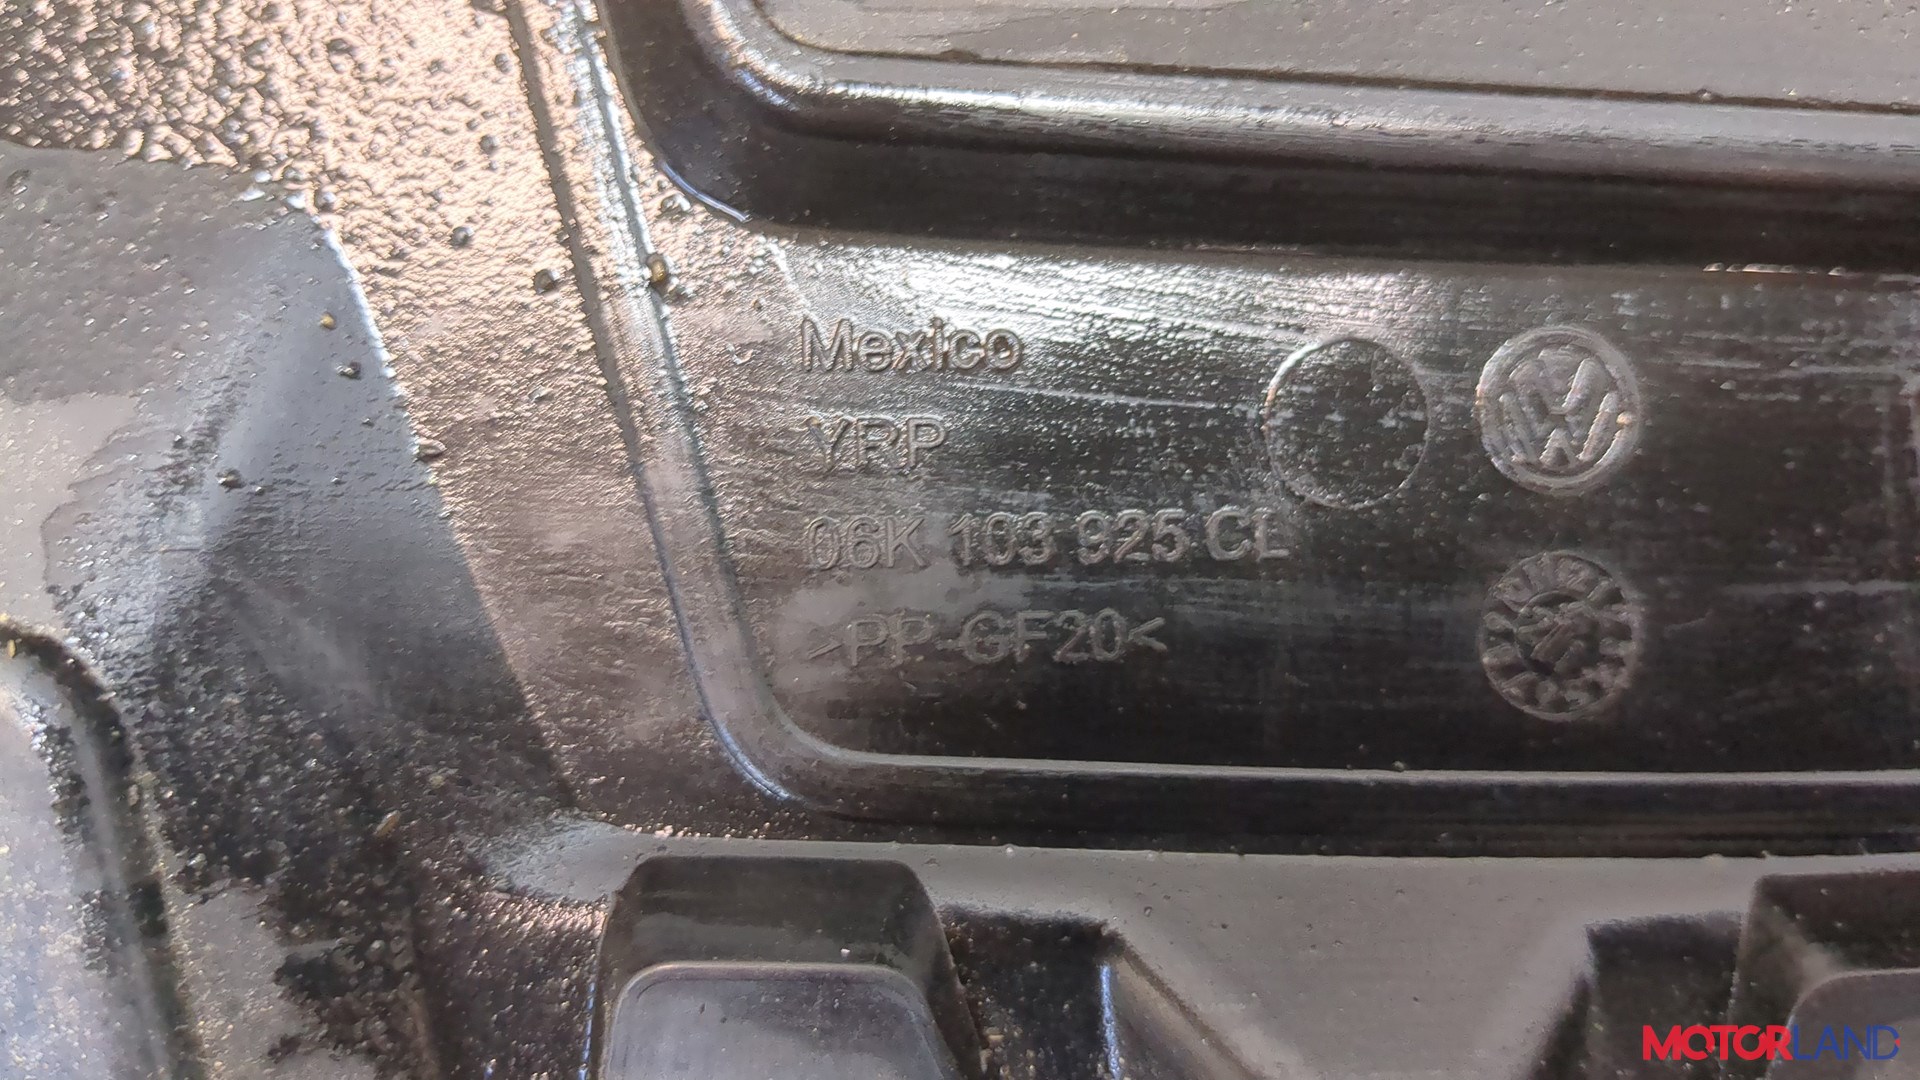 Mexico
YRP
06K 103 925 CL
>PP-GF20<
MOTORLAND